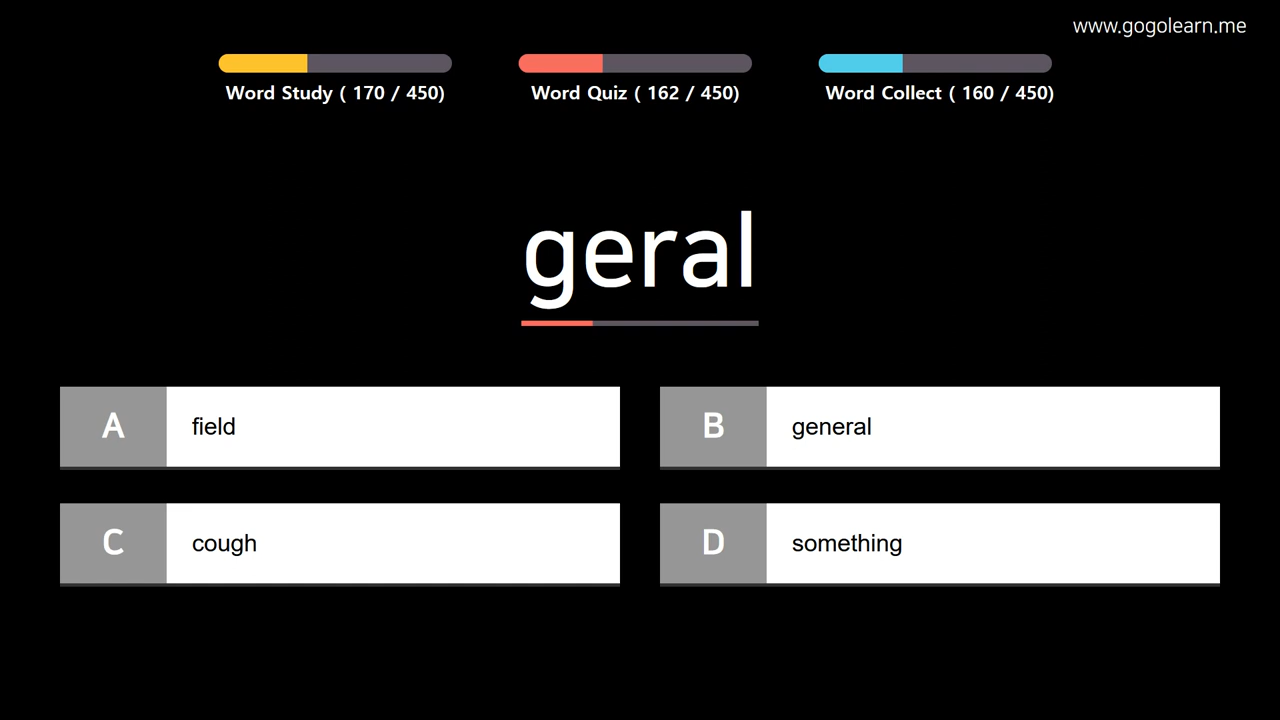 www.gogolearn.me
Word Study ( 170 / 450)
Word Quiz ( 162 / 450)
Word Collect ( 160 / 450)
geral
A field
B general
C cough
D something